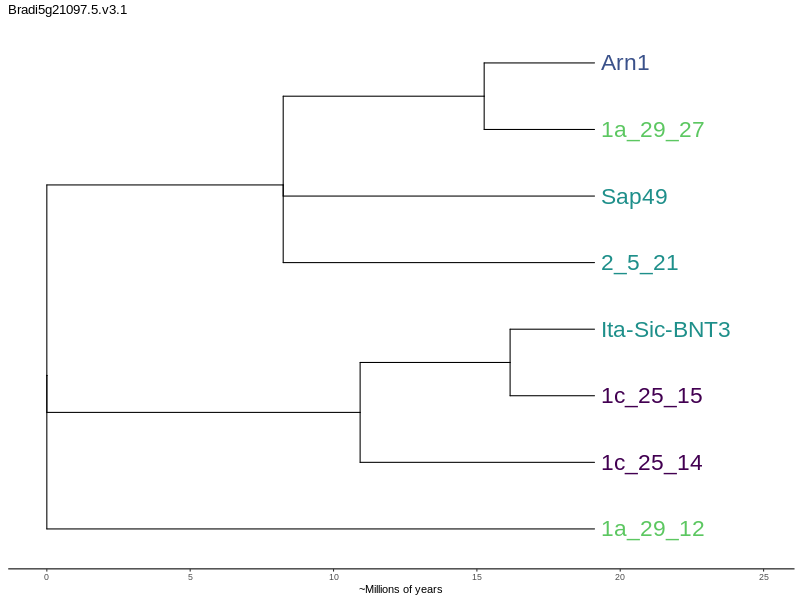 Bradi5g21097.5.v3.1
Arn1
1a_29_27
Sap49
2_5_21
Ita-Sic-BNT3
1c_25_15
1c_25_14
1a_29_12
0 5 10 15 20 25
~Millions of years